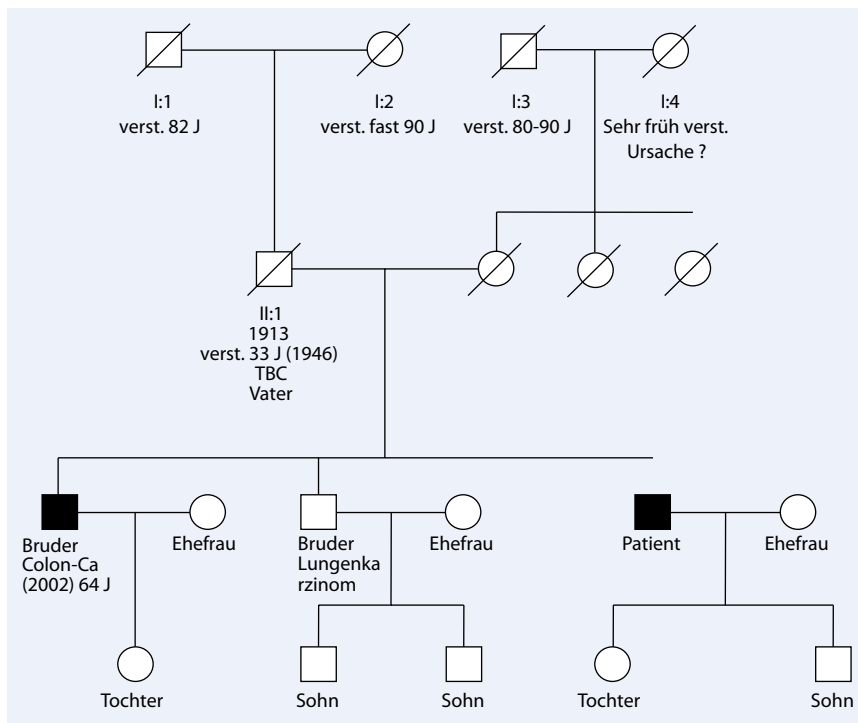 I:1
verst. 82 J
I:2
verst. fast 90 J
I:3
verst. 80-90 J
I:4
Sehr früh verst.
Ursache ?
II:1
1913
verst. 33 J (1946)
TBC
Vater
Bruder
Colon-Ca
(2002) 64 J
Ehefrau
Bruder
Lungenka
rzinom
Ehefrau
Patient
Ehefrau
Tochter
Sohn
Sohn
Tochter
Sohn